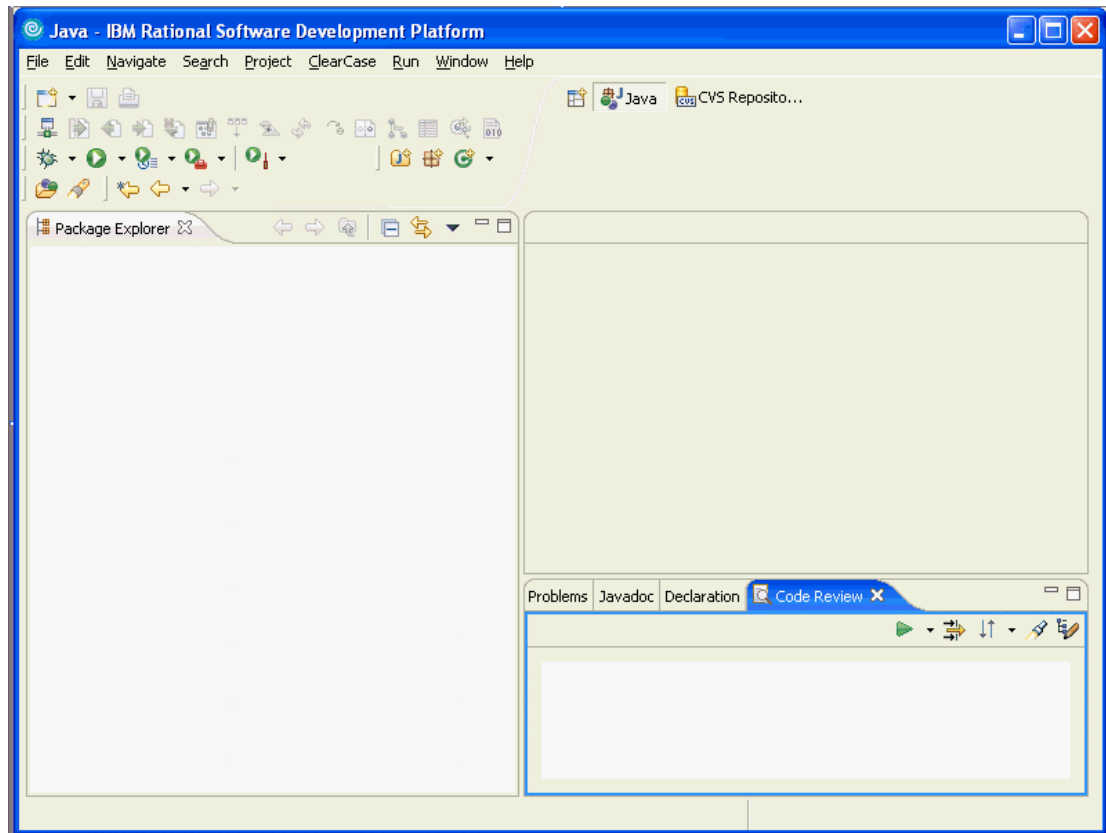 Java - IBM Rational Software Development Platform
File Edit Navigate Search Project ClearCase Run Window Help
Java CVS Reposito...
Package Explorer
Problems Javadoc Declaration Code Review